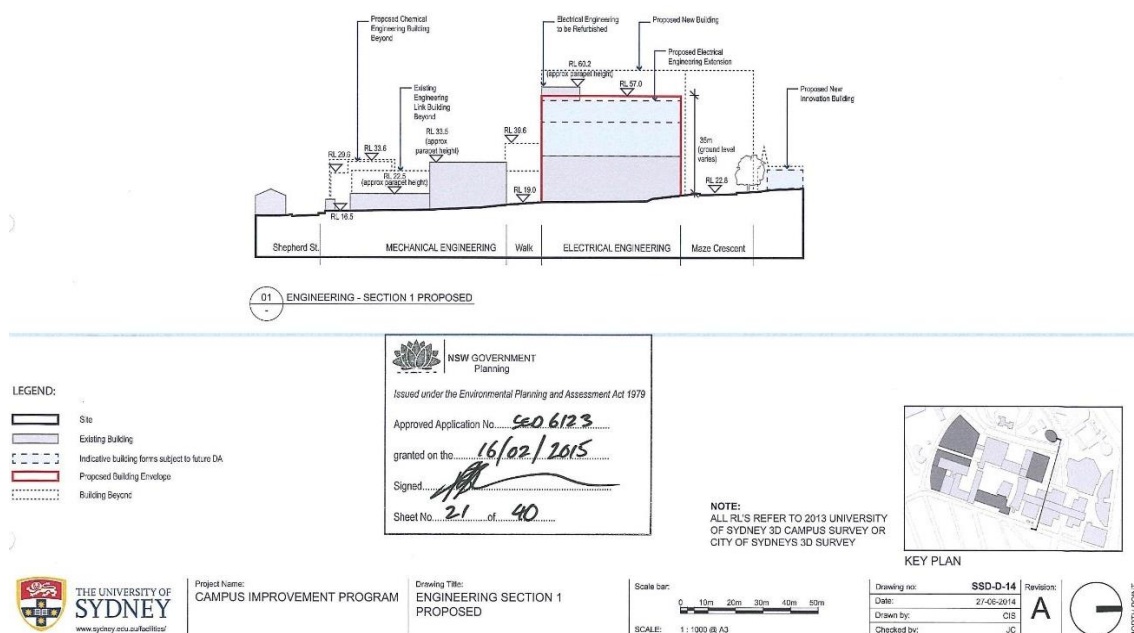 Proposed Chemical
Engineering Building
Beyond
Electrical Engineering
to be Refurbished
Proposed New Building
Proposed Electrical
Engineering Extension
Existing
Engineering
Link Building
Beyond
Proposed New
Innovation Building
RL 60.2
(approx parapet height)
RL 57.0
RL 33.5
(approx
parapet height)
RL 39.6
RL 33.6
RL 29.6
RL 22.5
(approx parapet height)
RL 16.5
RL 19.0
38m
(ground level
varies)
RL 22.8
Shepherd St.
MECHANICAL ENGINEERING
Walk
ELECTRICAL ENGINEERING
Maze Crescent
01
-
ENGINEERING - SECTION 1 PROPOSED
LEGEND:
Site
Existing Building
Indicative building forms subject to future DA
Proposed Building Envelope
Building Beyond
NSW GOVERNMENT
Planning
Issued under the Environmental Planning and Assessment Act 1979
Approved Application No. 6123
granted on the 16/02/2015
Signed
Sheet No. 21 of 40
NOTE:
ALL RL'S REFER TO 2013 UNIVERSITY
OF SYDNEY 3D CAMPUS SURVEY OR
CITY OF SYDNEYS 3D SURVEY
KEY PLAN
THE UNIVERSITY OF
SYDNEY
www.sydney.edu.au/facilities/
Project Name:
CAMPUS IMPROVEMENT PROGRAM
Drawing Title:
ENGINEERING SECTION 1
PROPOSED
Scale bar:
0 10m 20m 30m 40m 50m
SCALE: 1 : 1000 @ A3
Drawing no: SSD-D-14
Date: 27-06-2014
Drawn by: CIS
Checked by: JC
Revision:
A